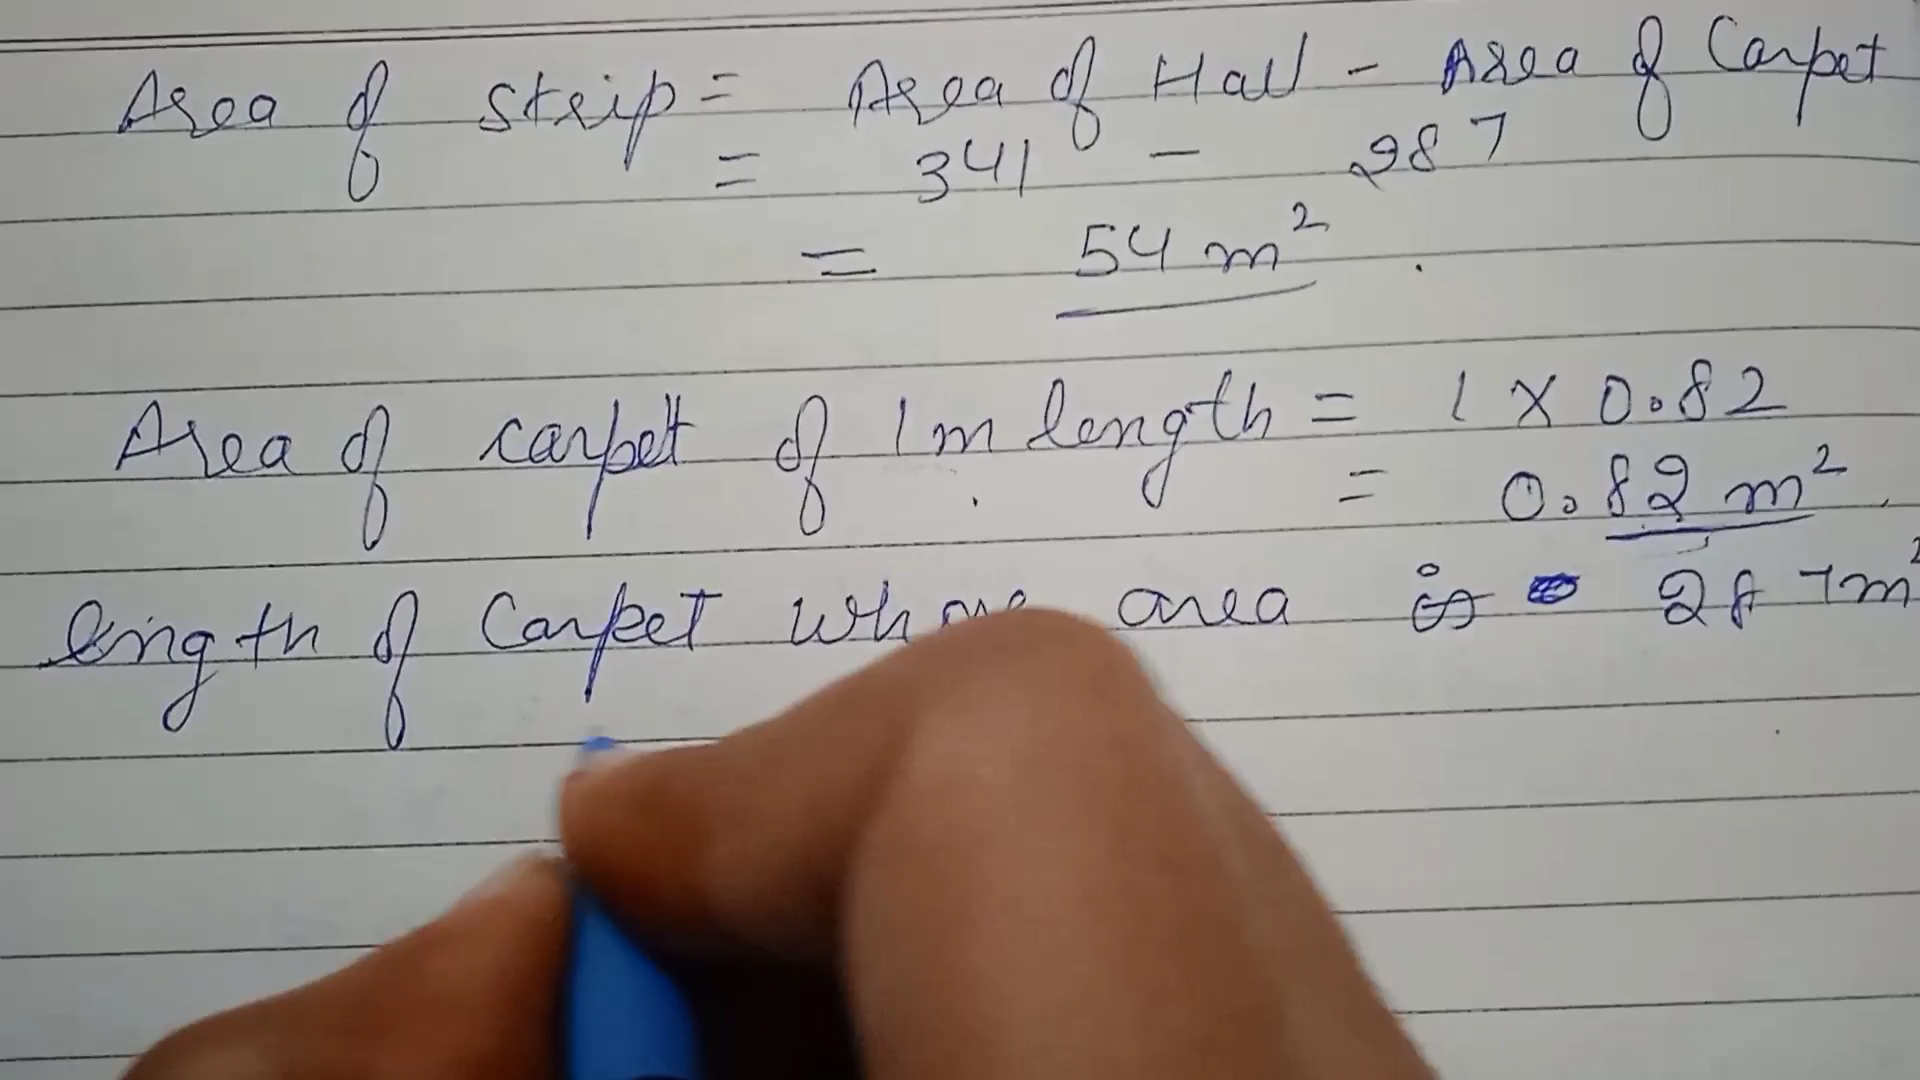 Area of strip = Area of Hall - Area of Carpet
= 341 - 287
= 54 m²
Area of carpet of 1m length = 1 × 0.82
= 0.82 m²
length of Carpet whose area is 287m²